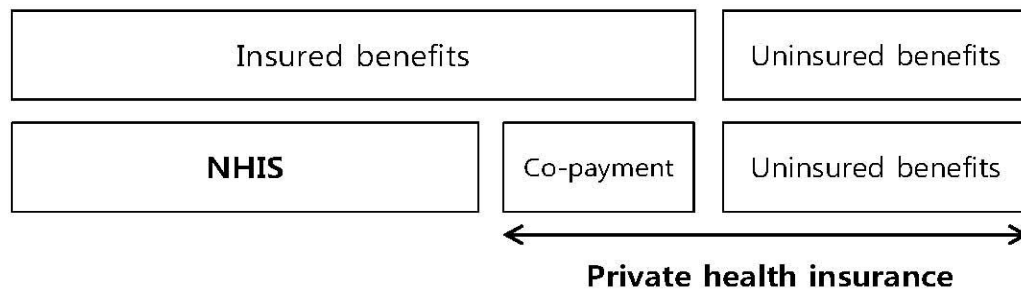 Insured benefits Uninsured benefits
NHIS Co-payment Uninsured benefits
Private health insurance